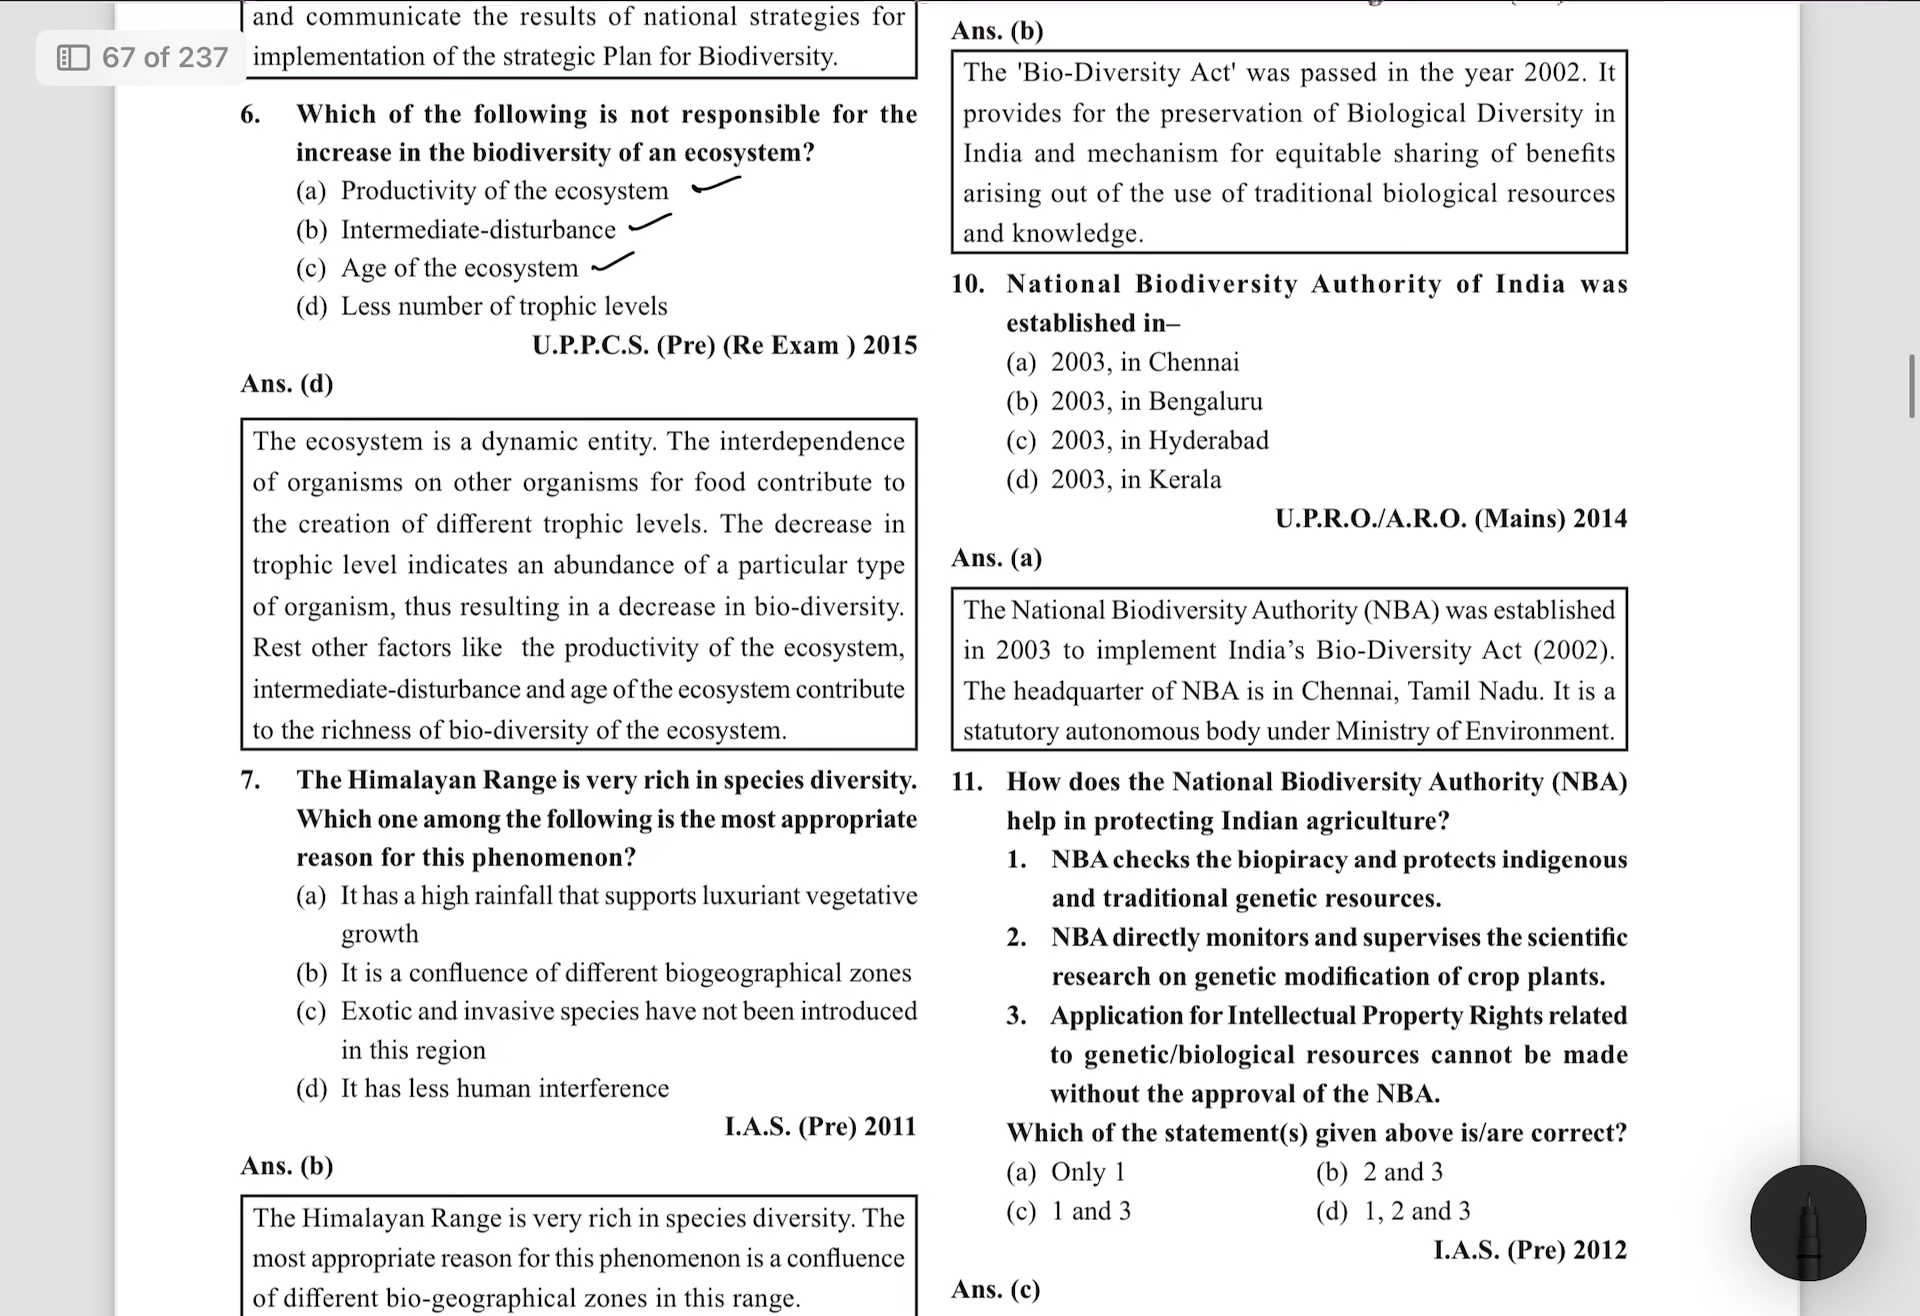 67 of 237
and communicate the results of national strategies for
implementation of the strategic Plan for Biodiversity.
6. Which of the following is not responsible for the
increase in the biodiversity of an ecosystem?
(a) Productivity of the ecosystem
(b) Intermediate-disturbance
(c) Age of the ecosystem
(d) Less number of trophic levels
U.P.P.C.S. (Pre) (Re Exam ) 2015
Ans. (d)
The ecosystem is a dynamic entity. The interdependence
of organisms on other organisms for food contribute to
the creation of different trophic levels. The decrease in
trophic level indicates an abundance of a particular type
of organism, thus resulting in a decrease in bio-diversity.
Rest other factors like the productivity of the ecosystem,
intermediate-disturbance and age of the ecosystem contribute
to the richness of bio-diversity of the ecosystem.
7. The Himalayan Range is very rich in species diversity.
Which one among the following is the most appropriate
reason for this phenomenon?
(a) It has a high rainfall that supports luxuriant vegetative
growth
(b) It is a confluence of different biogeographical zones
(c) Exotic and invasive species have not been introduced
in this region
(d) It has less human interference
I.A.S. (Pre) 2011
Ans. (b)
The Himalayan Range is very rich in species diversity. The
most appropriate reason for this phenomenon is a confluence
of different bio-geographical zones in this range.
Ans. (b)
The 'Bio-Diversity Act' was passed in the year 2002. It
provides for the preservation of Biological Diversity in
India and mechanism for equitable sharing of benefits
arising out of the use of traditional biological resources
and knowledge.
10. National Biodiversity Authority of India was
established in–
(a) 2003, in Chennai
(b) 2003, in Bengaluru
(c) 2003, in Hyderabad
(d) 2003, in Kerala
U.P.R.O./A.R.O. (Mains) 2014
Ans. (a)
The National Biodiversity Authority (NBA) was established
in 2003 to implement India’s Bio-Diversity Act (2002).
The headquarter of NBA is in Chennai, Tamil Nadu. It is a
statutory autonomous body under Ministry of Environment.
11. How does the National Biodiversity Authority (NBA)
help in protecting Indian agriculture?
1. NBA checks the biopiracy and protects indigenous
and traditional genetic resources.
2. NBA directly monitors and supervises the scientific
research on genetic modification of crop plants.
3. Application for Intellectual Property Rights related
to genetic/biological resources cannot be made
without the approval of the NBA.
Which of the statement(s) given above is/are correct?
(a) Only 1 (b) 2 and 3
(c) 1 and 3 (d) 1, 2 and 3
I.A.S. (Pre) 2012
Ans. (c)